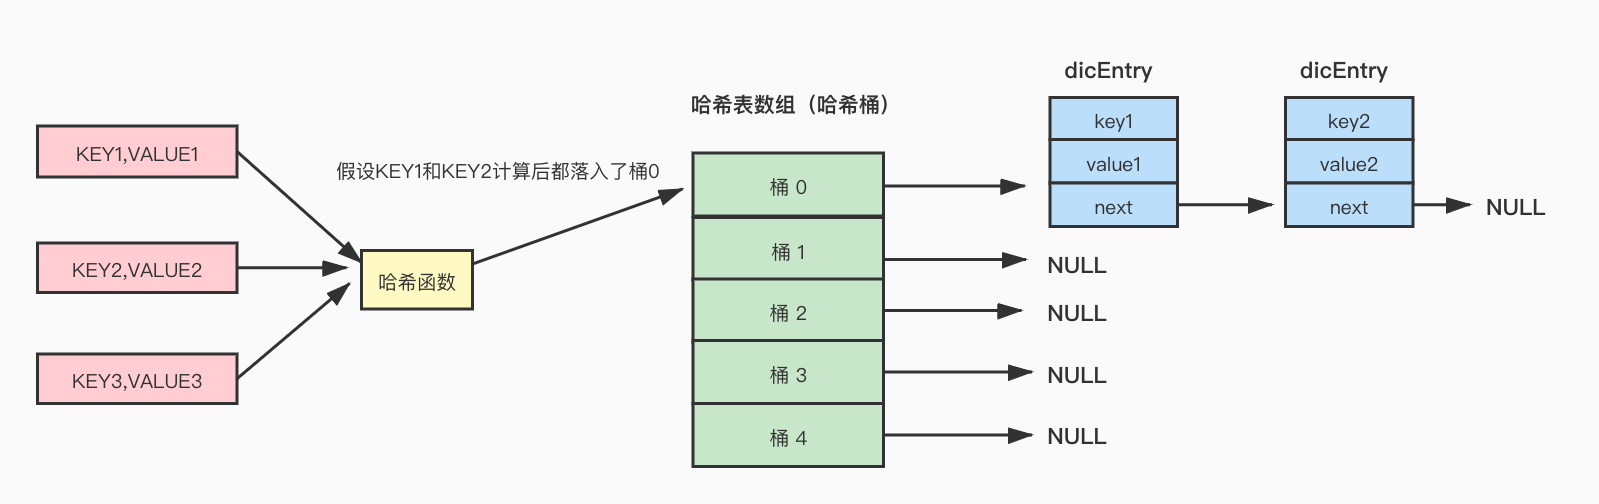 dicEntry
dicEntry
哈希表数组（哈希桶）
key1
key2
KEY1,VALUE1
假设KEY1和KEY2计算后都落入了桶0
value1
value2
桶 0
next
next
NULL
桶 1
NULL
KEY2,VALUE2
哈希函数
桶 2
NULL
桶 3
NULL
KEY3,VALUE3
桶 4
NULL